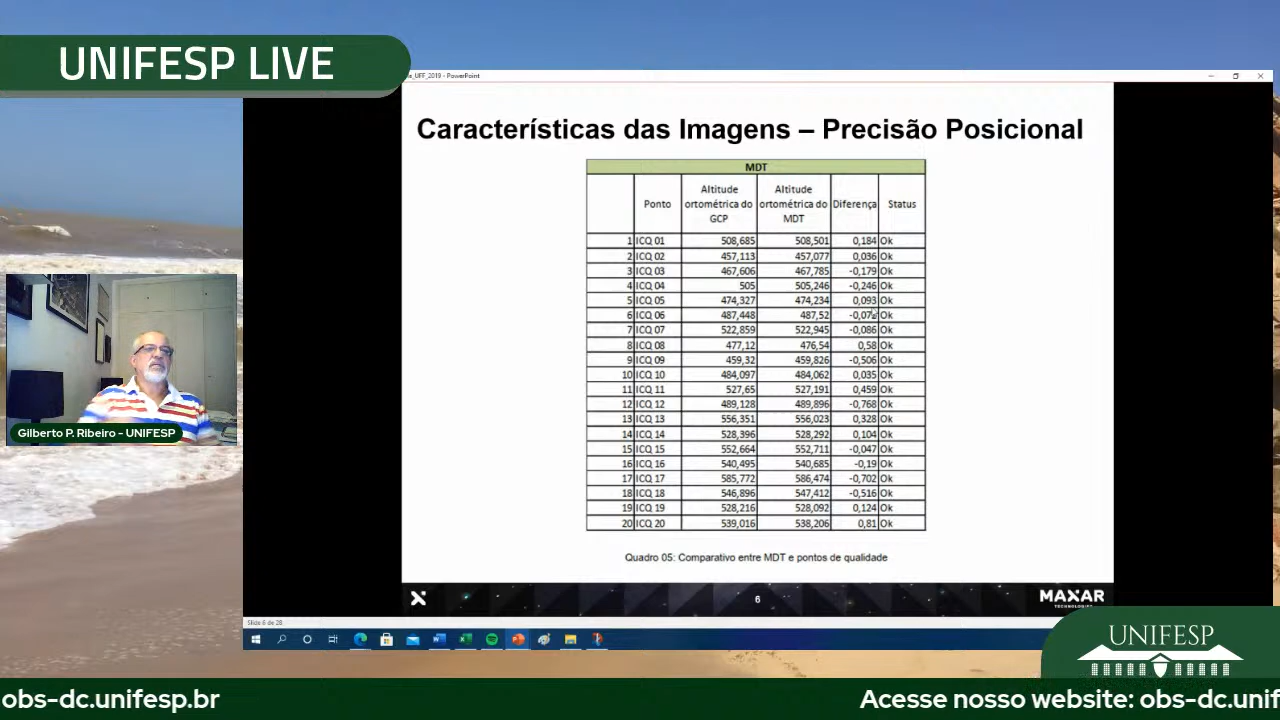 UNIFESP LIVE
x_UFF_2019 - PowerPoint
Características das Imagens – Precisão Posicional
MDT
Ponto Altitude ortométrica do GCP Altitude ortométrica do MDT Diferença Status
1 ICQ 01 508,685 508,501 0,184 Ok
2 ICQ 02 457,113 457,077 0,036 Ok
3 ICQ 03 467,606 467,785 -0,179 Ok
4 ICQ 04 505 505,246 -0,246 Ok
5 ICQ 05 474,327 474,234 0,093 Ok
6 ICQ 06 487,448 487,52 -0,072 Ok
7 ICQ 07 522,859 522,945 -0,086 Ok
8 ICQ 08 477,12 476,54 0,58 Ok
9 ICQ 09 459,32 459,826 -0,506 Ok
10 ICQ 10 484,097 484,062 0,035 Ok
11 ICQ 11 527,65 527,191 0,459 Ok
12 ICQ 12 489,128 489,896 -0,768 Ok
13 ICQ 13 556,351 556,023 0,328 Ok
14 ICQ 14 528,396 528,292 0,104 Ok
15 ICQ 15 552,664 552,711 -0,047 Ok
16 ICQ 16 540,495 540,685 -0,19 Ok
17 ICQ 17 585,772 586,474 -0,702 Ok
18 ICQ 18 546,896 547,412 -0,516 Ok
19 ICQ 19 528,216 528,092 0,124 Ok
20 ICQ 20 539,016 538,206 0,81 Ok
Quadro 05: Comparativo entre MDT e pontos de qualidade
6
MAXAR
TECHNOLOGIES
Slide 6 de 28
Gilberto P. Ribeiro - UNIFESP
UNIFESP
obs-dc.unifesp.br
Acesse nosso website: obs-dc.unif